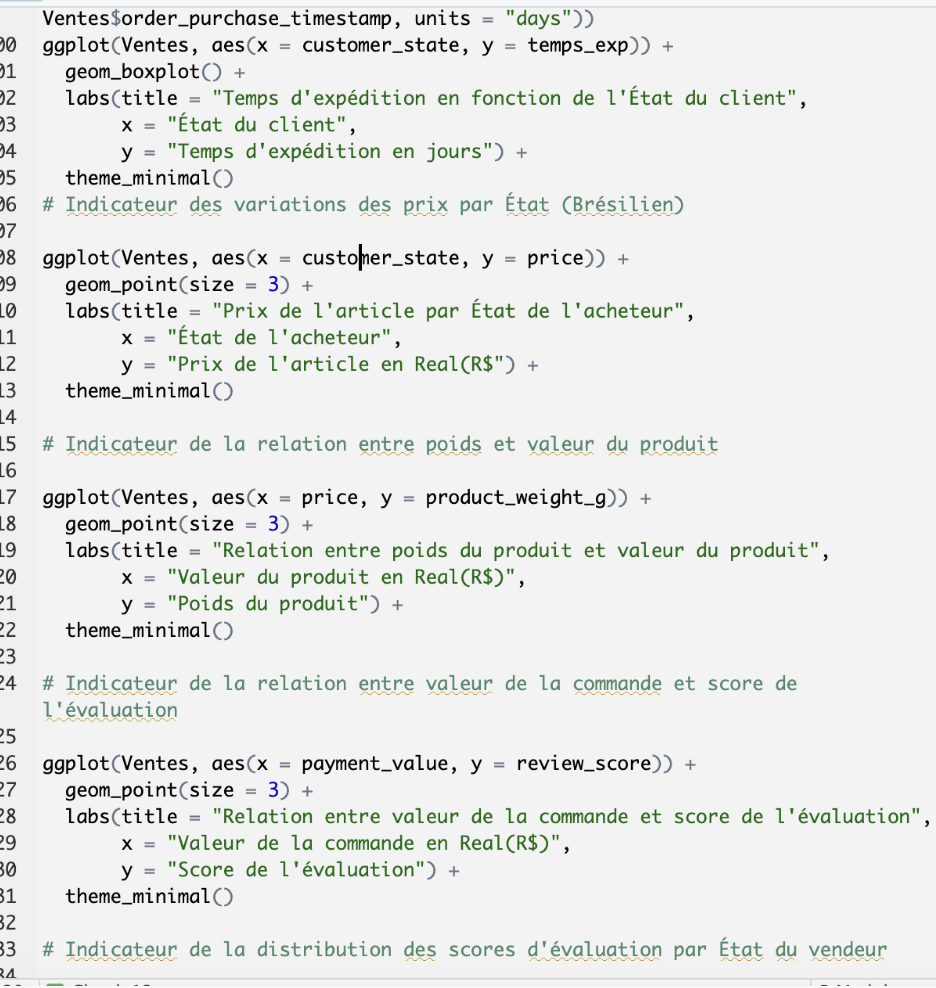 Ventes$order_purchase_timestamp, units = "days"))
00 ggplot(Ventes, aes(x = customer_state, y = temps_exp)) +
01 geom_boxplot() +
02 labs(title = "Temps d'expédition en fonction de l'État du client",
03 x = "État du client",
04 y = "Temps d'expédition en jours") +
05 theme_minimal()
06 # Indicateur des variations des prix par État (Brésilien)
07
08 ggplot(Ventes, aes(x = customer_state, y = price)) +
09 geom_point(size = 3) +
10 labs(title = "Prix de l'article par État de l'acheteur",
11 x = "État de l'acheteur",
12 y = "Prix de l'article en Real(R$") +
13 theme_minimal()
14
15 # Indicateur de la relation entre poids et valeur du produit
16
17 ggplot(Ventes, aes(x = price, y = product_weight_g)) +
18 geom_point(size = 3) +
19 labs(title = "Relation entre poids du produit et valeur du produit",
20 x = "Valeur du produit en Real(R$)",
21 y = "Poids du produit") +
22 theme_minimal()
23
24 # Indicateur de la relation entre valeur de la commande et score de
l'évaluation
25
26 ggplot(Ventes, aes(x = payment_value, y = review_score)) +
27 geom_point(size = 3) +
28 labs(title = "Relation entre valeur de la commande et score de l'évaluation",
29 x = "Valeur de la commande en Real(R$)",
30 y = "Score de l'évaluation") +
31 theme_minimal()
32
33 # Indicateur de la distribution des scores d'évaluation par État du vendeur
34